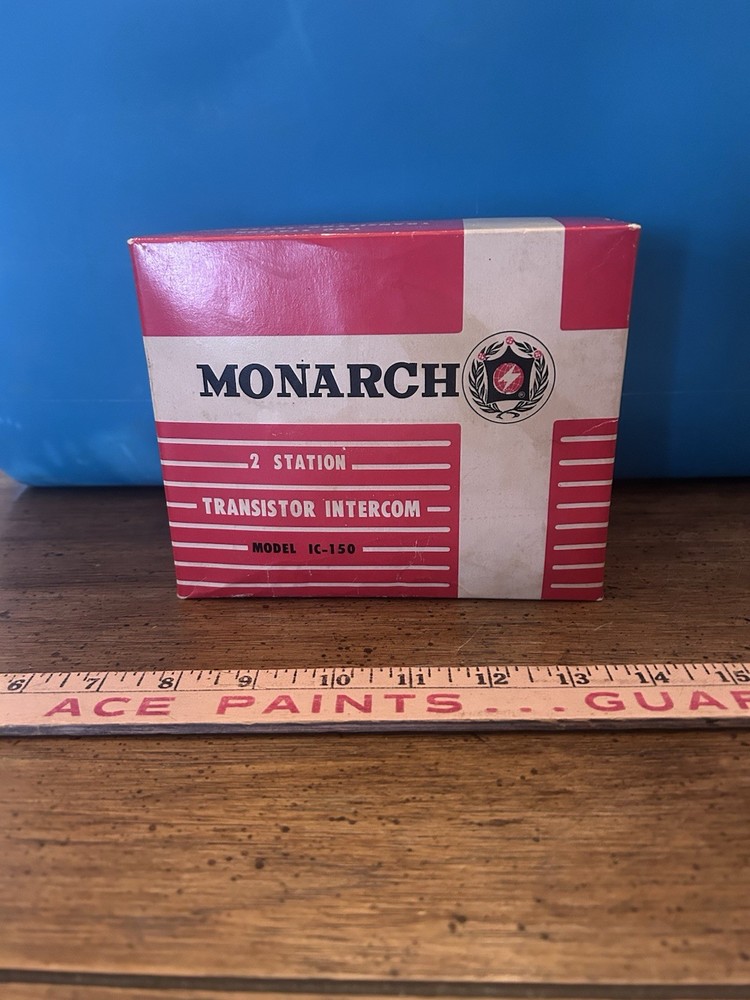 MONARCH
®
2 STATION
TRANSISTOR INTERCOM
MODEL IC-150
6 7 8 9 10 11 12 13 14 15
ACE PAINTS...GUAR